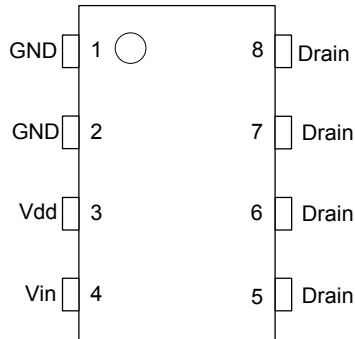 GND 1 8 Drain
GND 2 7 Drain
Vdd 3 6 Drain
Vin 4 5 Drain